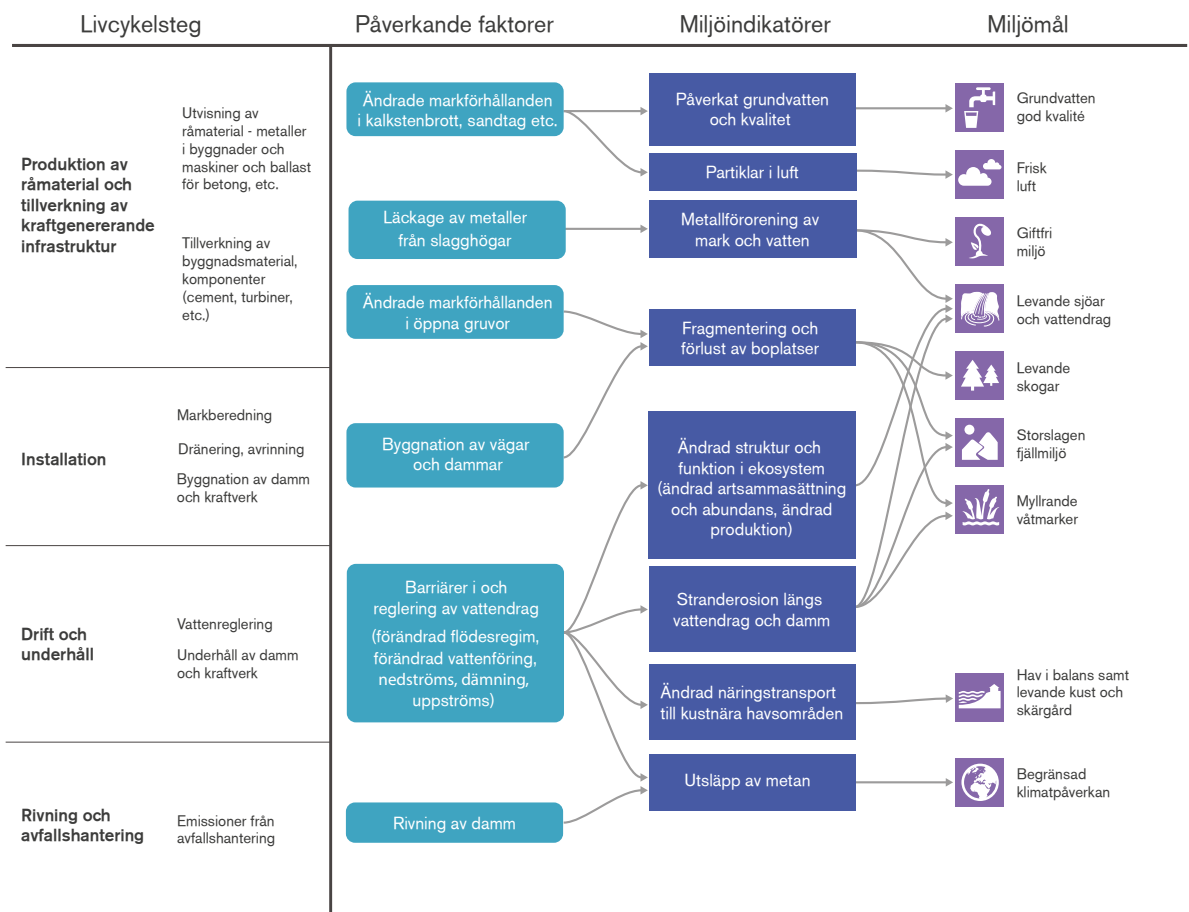 Livcykelsteg
Påverkande faktorer
Miljöindikatörer
Miljömål
Produktion av
råmaterial och
tillverkning av
kraftgenererande
infrastruktur
Utvisning av
råmaterial - metaller
i byggnader och
maskiner och ballast
för betong, etc.
Tillverkning av
byggnadsmaterial,
komponenter
(cement, turbiner,
etc.)
Installation
Markberedning
Dränering, avrinning
Byggnation av damm
och kraftverk
Drift och
underhåll
Vattenreglering
Underhåll av damm
och kraftverk
Rivning och
avfallshantering
Emissioner från
avfallshantering
Ändrade markförhållanden
i kalkstenbrott, sandtag etc.
Läckage av metaller
från slagghögar
Ändrade markförhållanden
i öppna gruvor
Byggnation av vägar
och dammar
Barriärer i och
reglering av vattendrag
(förändrad flödesregim,
förändrad vattenföring,
nedströms, dämning,
uppströms)
Rivning av damm
Påverkat grundvatten
och kvalitet
Partiklar i luft
Metallförorening av
mark och vatten
Fragmentering och
förlust av boplatser
Ändrad struktur och
funktion i ekosystem
(ändrad artsammasättning
och abundans, ändrad
produktion)
Stranderosion längs
vattendrag och damm
Ändrad näringstransport
till kustnära havsområden
Utsläpp av metan
Grundvatten
god kvalité
Frisk
luft
Giftfri
miljö
Levande sjöar
och vattendrag
Levande
skogar
Storslagen
fjällmiljö
Myllrande
våtmarker
Hav i balans samt
levande kust och
skärgård
Begränsad
klimatpåverkan